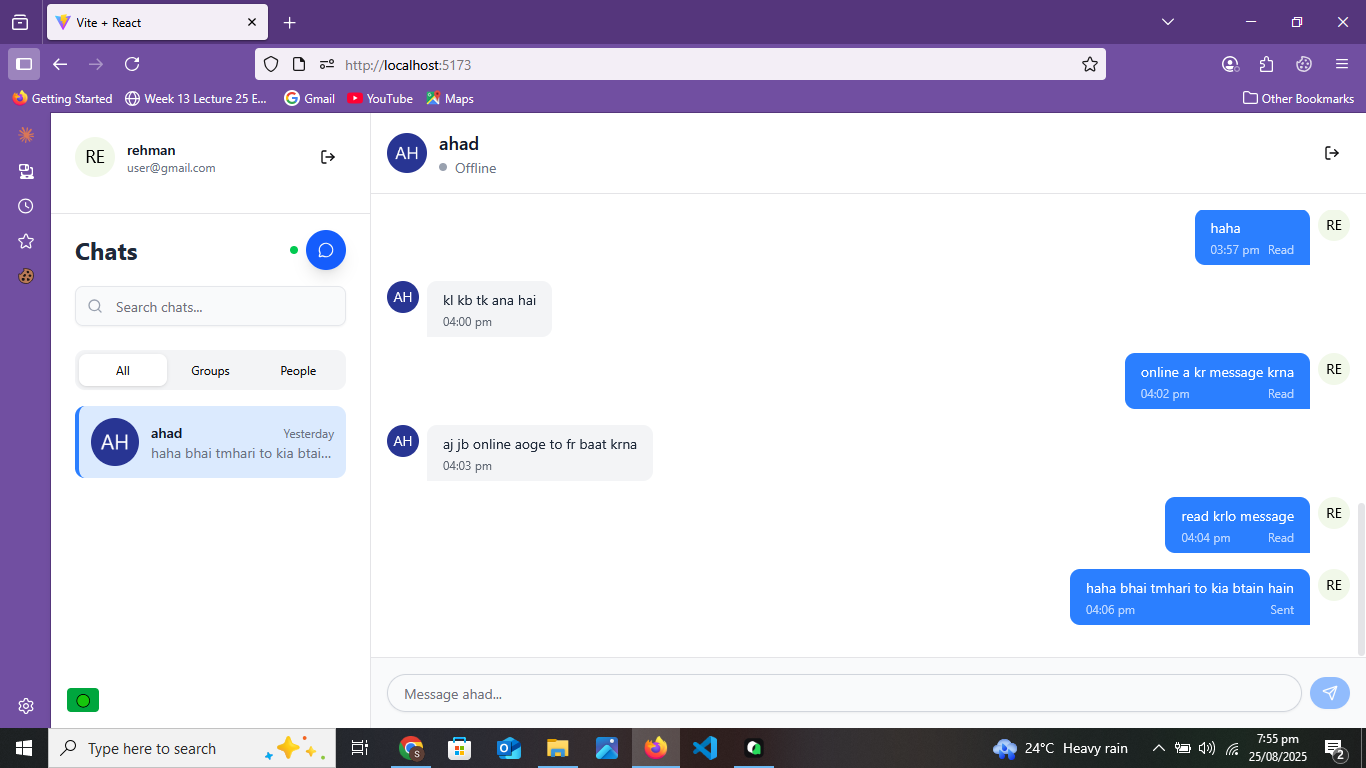 Vite + React
http://localhost:5173
Getting Started
Week 13 Lecture 25 E...
Gmail
YouTube
Maps
Other Bookmarks
RE
rehman
user@gmail.com
Chats
Search chats...
All
Groups
People
AH
ahad
Yesterday
haha bhai tmhari to kia btai...
AH
ahad
Offline
haha
03:57 pm Read
RE
AH
kl kb tk ana hai
04:00 pm
online a kr message krna
04:02 pm Read
RE
AH
aj jb online aoge to fr baat krna
04:03 pm
read krlo message
04:04 pm Read
RE
haha bhai tmhari to kia btain hain
04:06 pm Sent
RE
Message ahad...
Type here to search
S
24°C Heavy rain
7:55 pm
25/08/2025
2